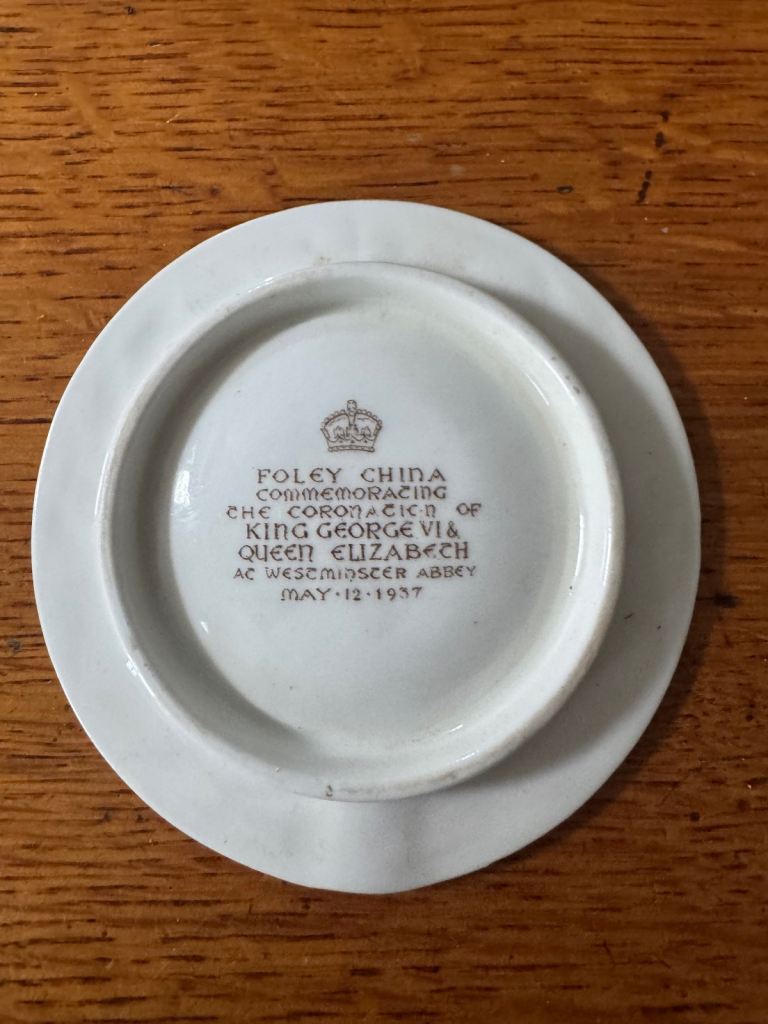 FOLEY CHINA
COMMEMORATING
THE CORONATION OF
KING GEORGE VI &
QUEEN ELIZABETH
AT WESTMINSTER ABBEY
MAY·12·1937